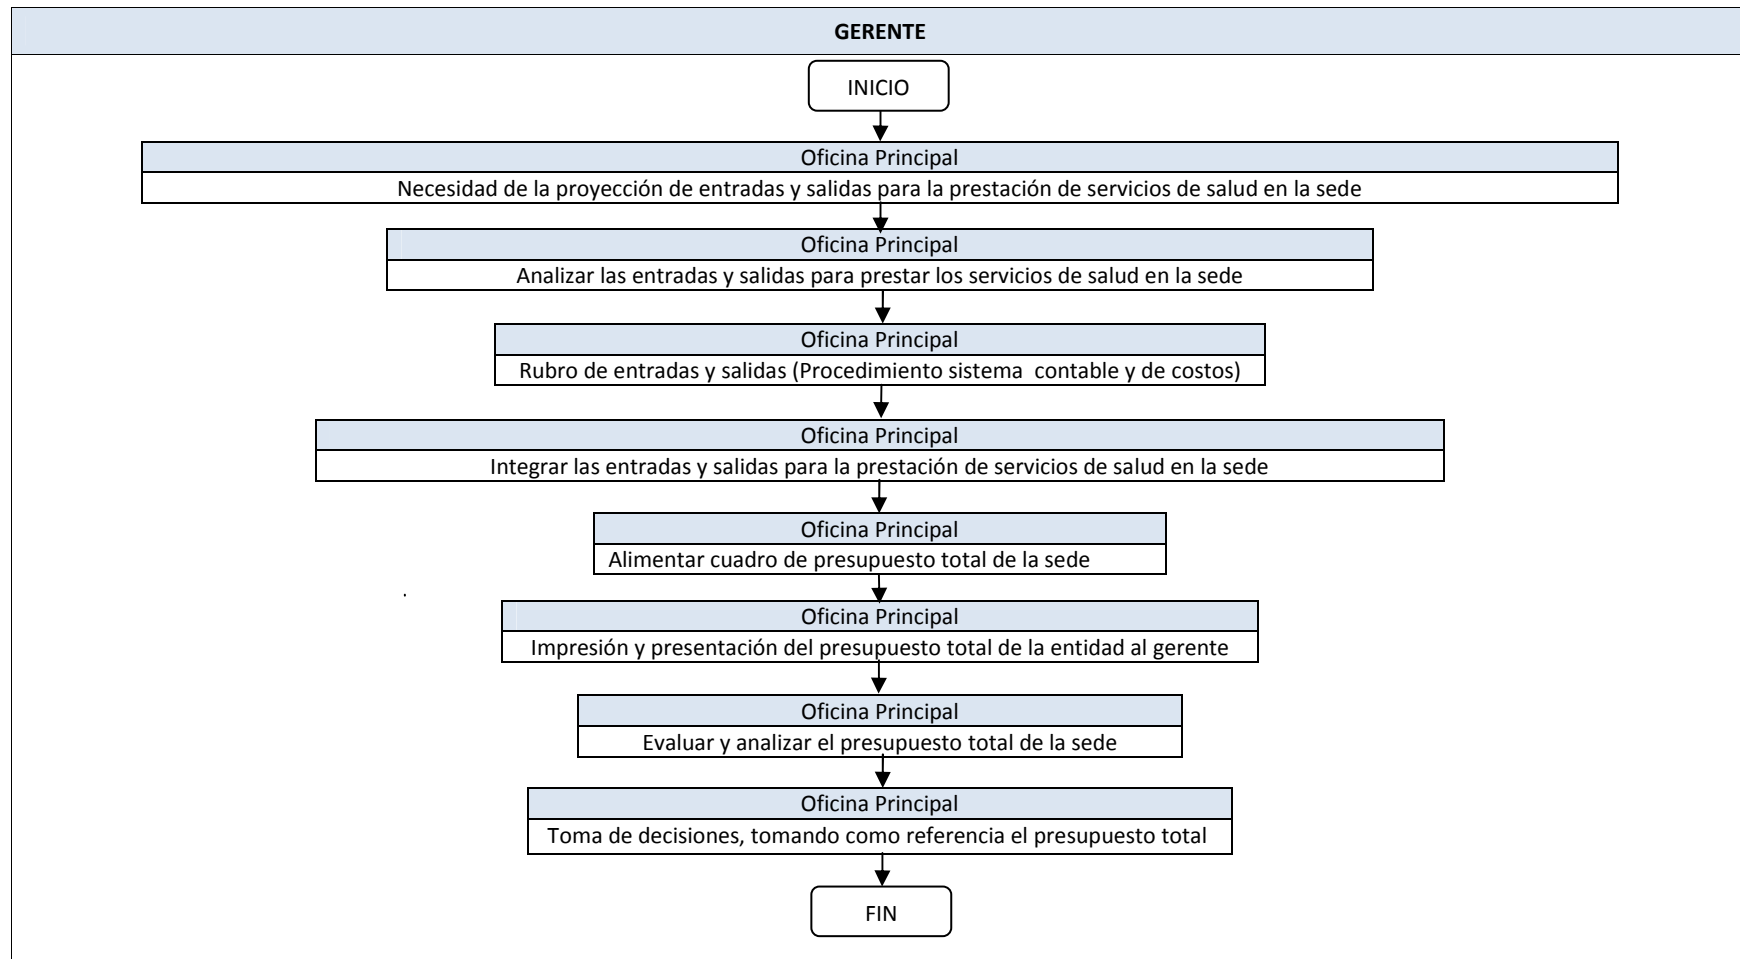 GERENTE
INICIO
Oficina Principal
Necesidad de la proyección de entradas y salidas para la prestación de servicios de salud en la sede
Oficina Principal
Analizar las entradas y salidas para prestar los servicios de salud en la sede
Oficina Principal
Rubro de entradas y salidas (Procedimiento sistema contable y de costos)
Oficina Principal
Integrar las entradas y salidas para la prestación de servicios de salud en la sede
Oficina Principal
Alimentar cuadro de presupuesto total de la sede
Oficina Principal
Impresión y presentación del presupuesto total de la entidad al gerente
Oficina Principal
Evaluar y analizar el presupuesto total de la sede
Oficina Principal
Toma de decisiones, tomando como referencia el presupuesto total
FIN